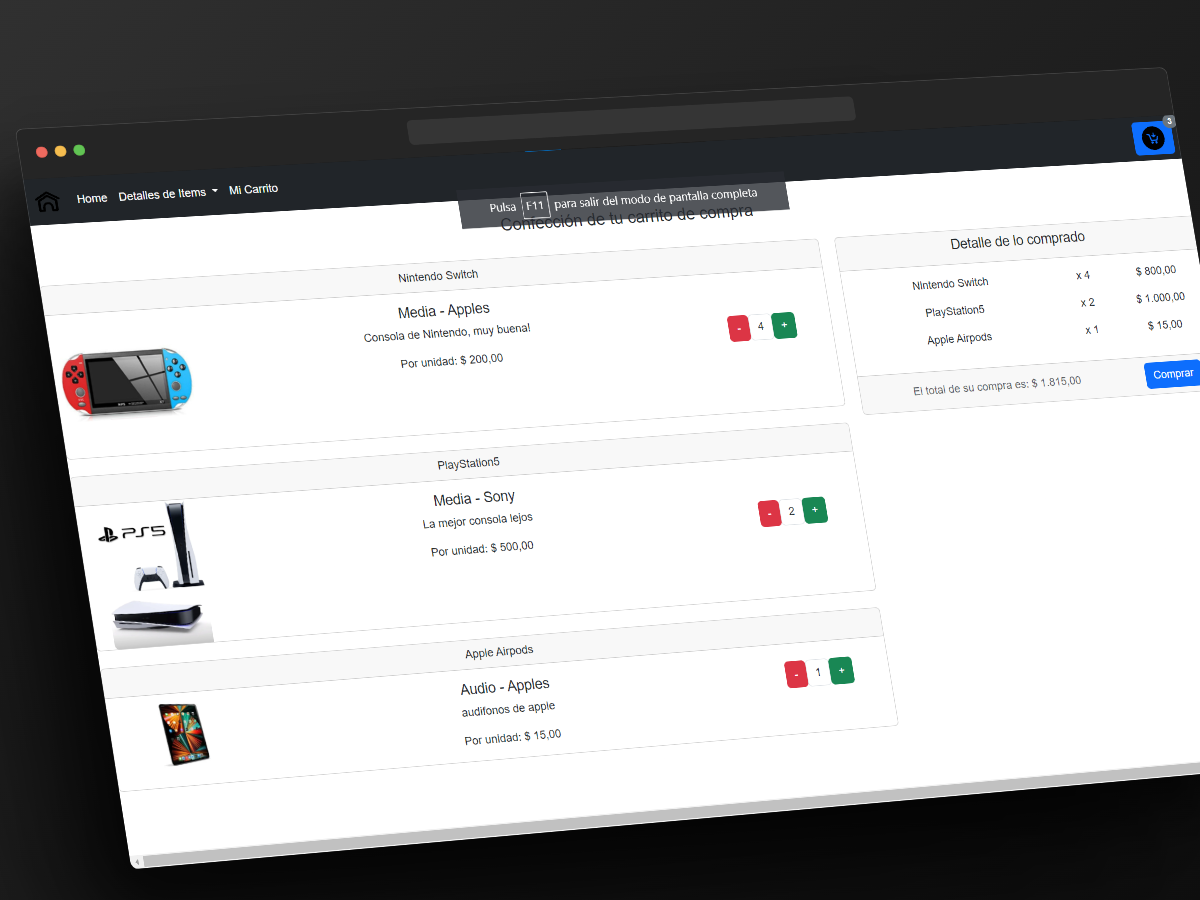 3
Home Detalles de Items Mi Carrito
Pulsa F11 para salir del modo de pantalla completa
Confección de tu carrito de compra
Nintendo Switch
Media - Apples
Consola de Nintendo, muy buena!
Por unidad: $ 200,00
- 4 +
PlayStation5
PS5
Media - Sony
La mejor consola lejos
Por unidad: $ 500,00
- 2 +
Apple Airpods
Audio - Apples
audifonos de apple
Por unidad: $ 15,00
- 1 +
Detalle de lo comprado
Nintendo Switch x 4 $ 800,00
PlayStation5 x 2 $ 1.000,00
Apple Airpods x 1 $ 15,00
El total de su compra es: $ 1.815,00 Comprar